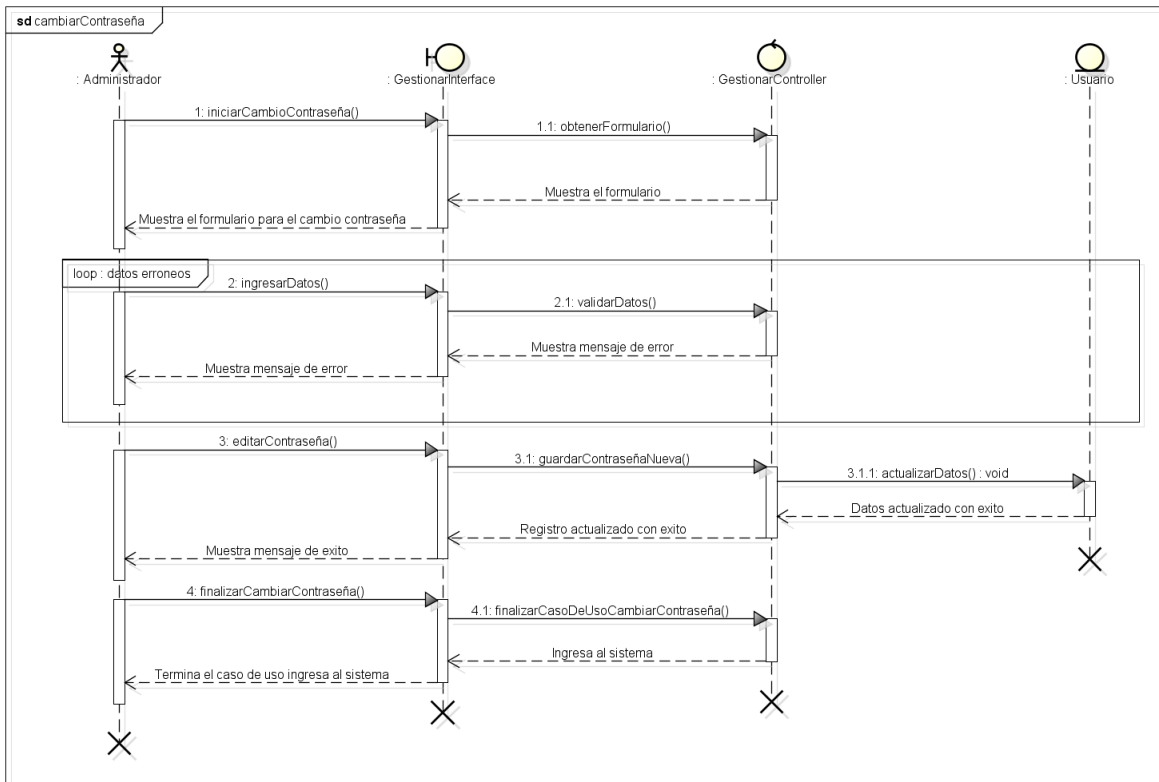 sd cambiarContraseña
: Administrador
: GestionarInterface
: GestionarController
: Usuario
1: iniciarCambioContraseña()
1.1: obtenerFormulario()
Muestra el formulario
Muestra el formulario para el cambio contraseña
loop : datos erroneos
2: ingresarDatos()
2.1: validarDatos()
Muestra mensaje de error
Muestra mensaje de error
3: editarContraseña()
3.1: guardarContraseñaNueva()
3.1.1: actualizarDatos() : void
Datos actualizado con exito
Registro actualizado con exito
Muestra mensaje de exito
4: finalizarCambiarContraseña()
4.1: finalizarCasoDeUsoCambiarContraseña()
Ingresa al sistema
Termina el caso de uso ingresa al sistema